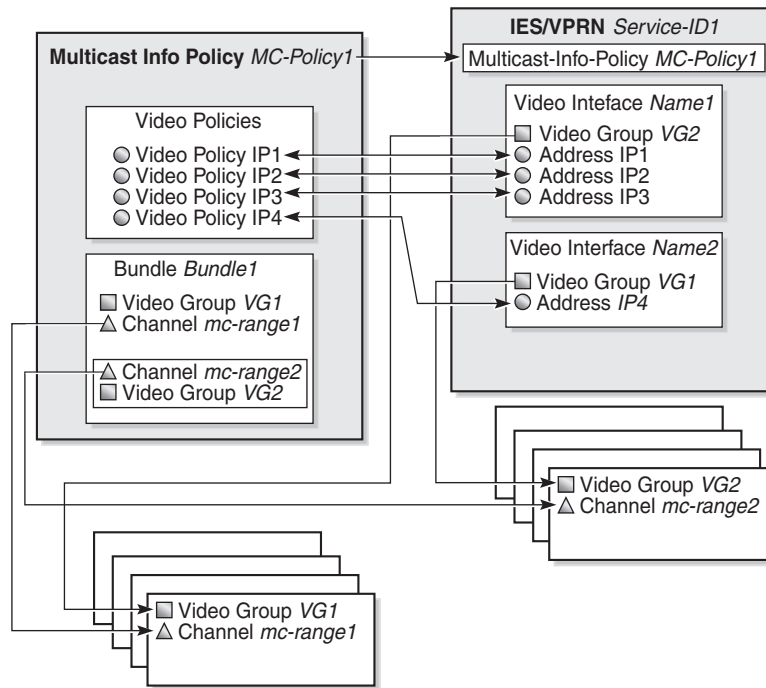 Multicast Info Policy MC-Policy1
Video Policies
Video Policy IP1
Video Policy IP2
Video Policy IP3
Video Policy IP4
Bundle Bundle1
Video Group VG1
Channel mc-range1
Channel mc-range2
Video Group VG2
IES/VPRN Service-ID1
Multicast-Info-Policy MC-Policy1
Video Inteface Name1
Video Group VG2
Address IP1
Address IP2
Address IP3
Video Interface Name2
Video Group VG1
Address IP4
Video Group VG2
Channel mc-range2
Video Group VG1
Channel mc-range1